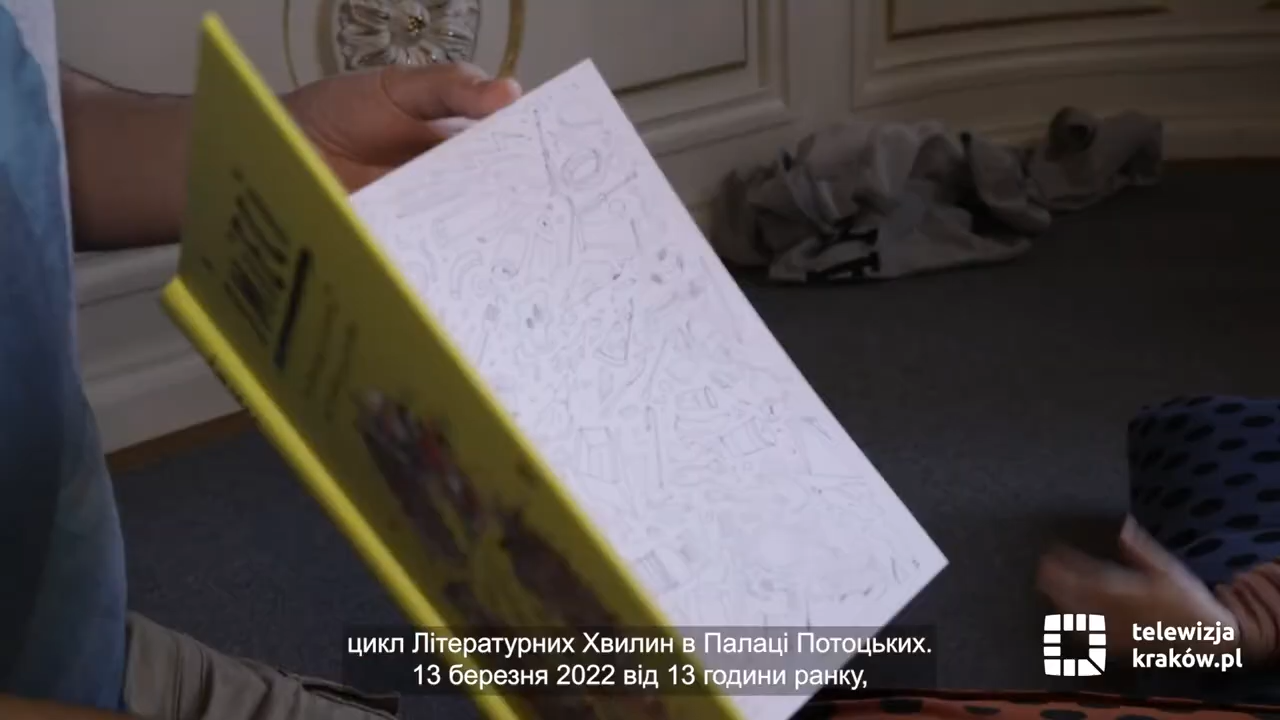 цикл Літературних Хвилин в Палаці Потоцьких.
13 березня 2022 від 13 години ранку,
telewizja
kraków.pl